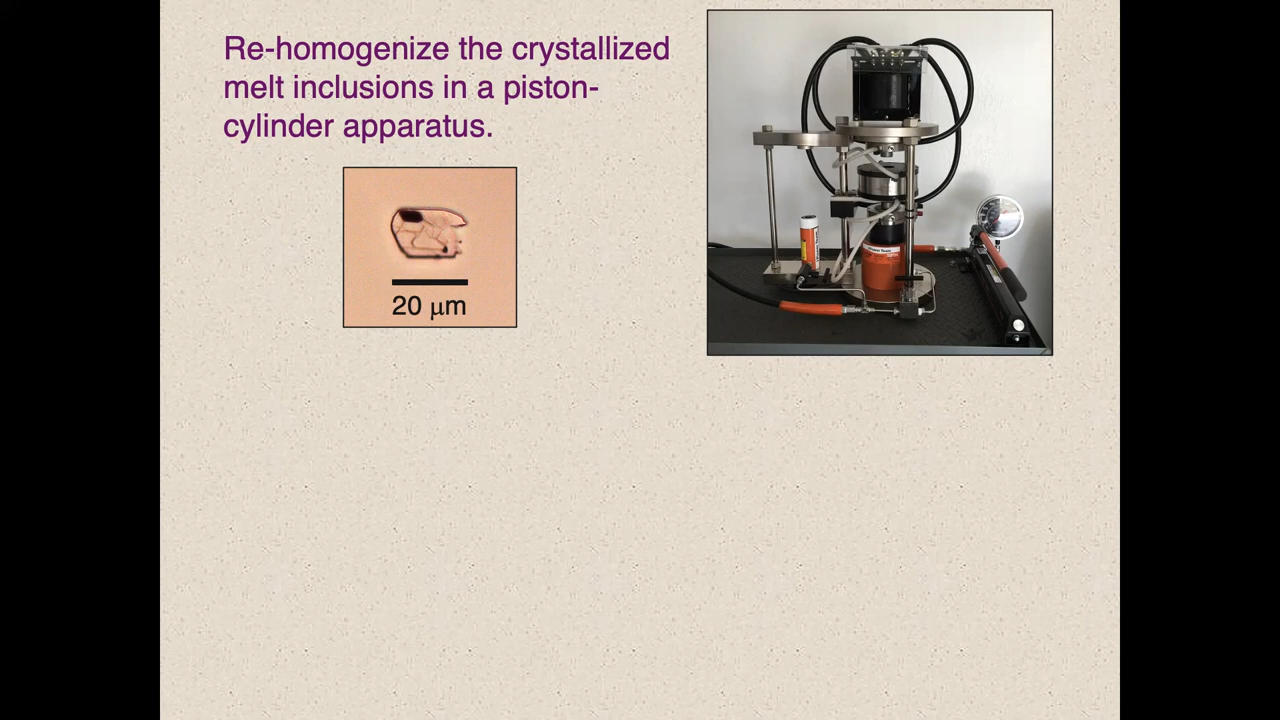 Re-homogenize the crystallized
melt inclusions in a piston-
cylinder apparatus.
20 μm